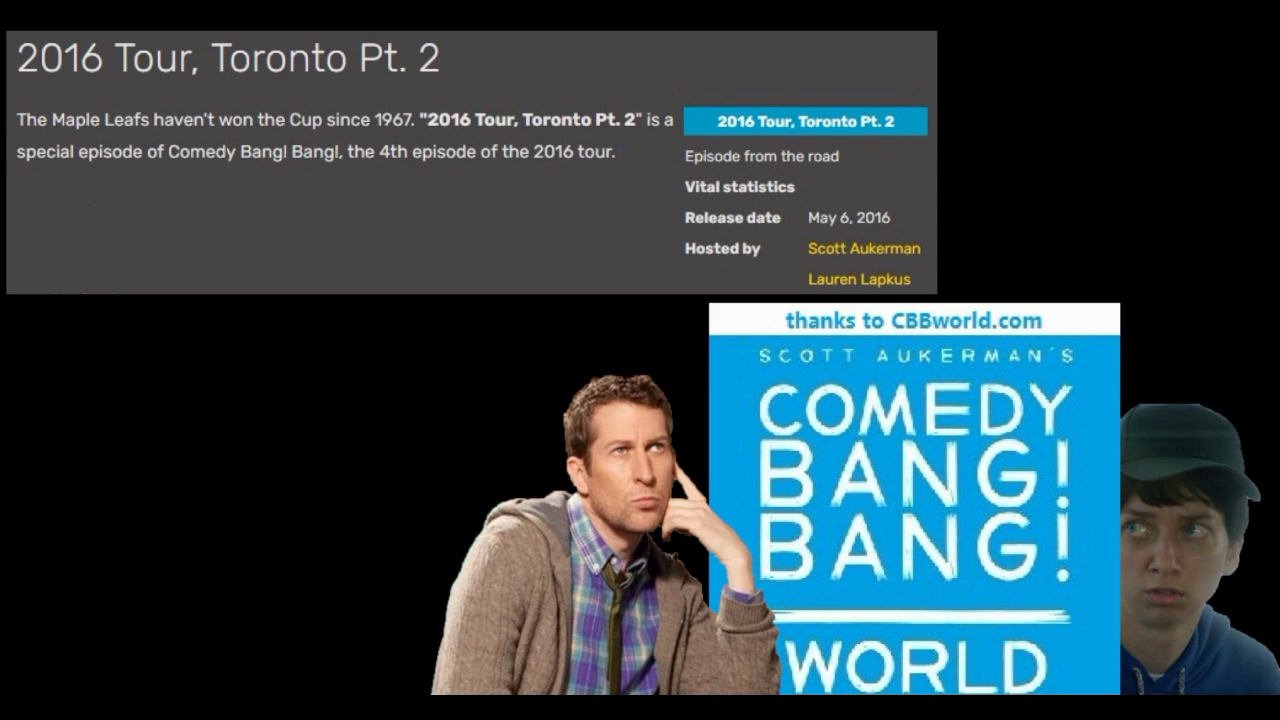 2016 Tour, Toronto Pt. 2
The Maple Leafs haven't won the Cup since 1967. "2016 Tour, Toronto Pt. 2" is a
special episode of Comedy Bang! Bang!, the 4th episode of the 2016 tour.
2016 Tour, Toronto Pt. 2
Episode from the road
Vital statistics
Release date May 6, 2016
Hosted by Scott Aukerman
Lauren Lapkus
thanks to CBBworld.com
SCOTT AUKERMAN'S
COMEDY
BANG!
BANG!
WORLD